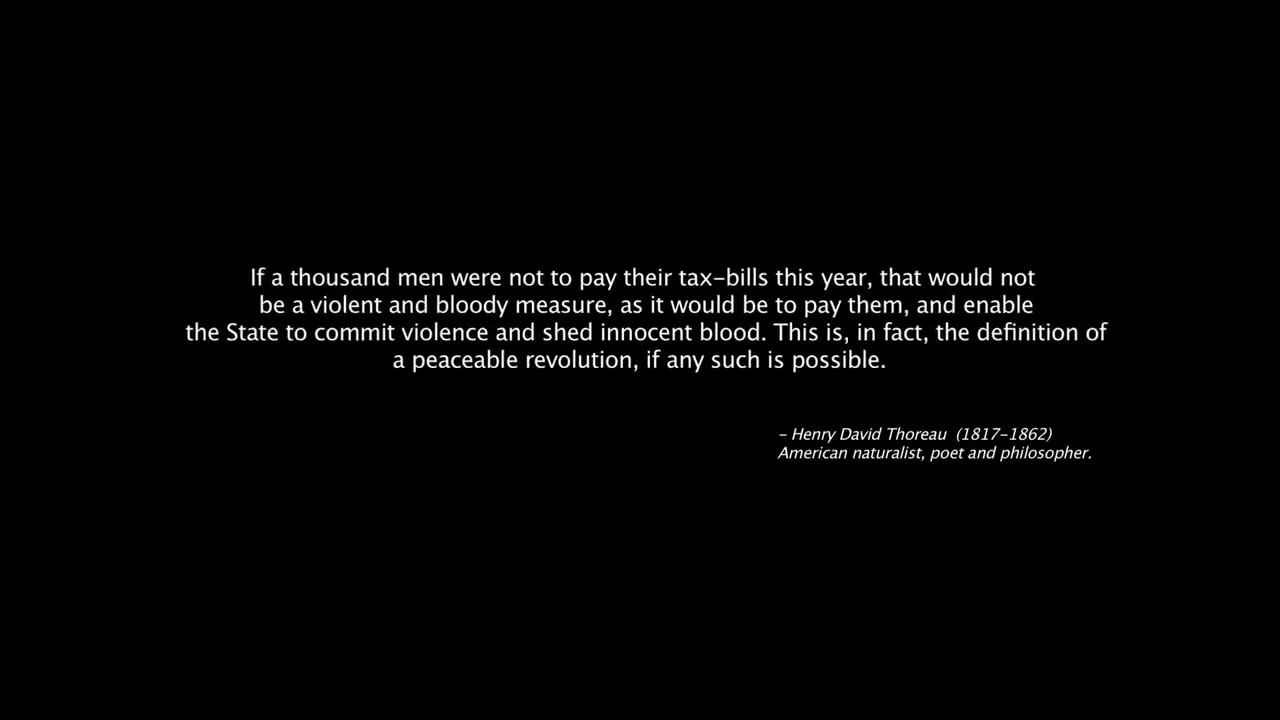 If a thousand men were not to pay their tax-bills this year, that would not
be a violent and bloody measure, as it would be to pay them, and enable
the State to commit violence and shed innocent blood. This is, in fact, the definition of
a peaceable revolution, if any such is possible.
– Henry David Thoreau (1817–1862)
American naturalist, poet and philosopher.